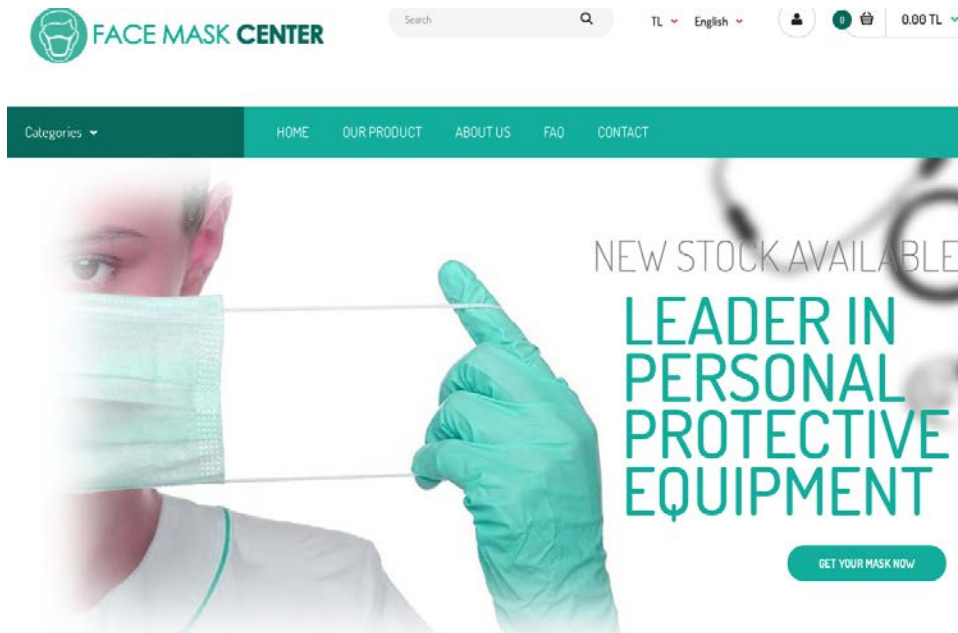 FACE MASK CENTER
Search
TL
English
0
0.00 TL
Categories
HOME
OUR PRODUCT
ABOUT US
FAQ
CONTACT
NEW STOCK AVAILABLE
LEADER IN
PERSONAL
PROTECTIVE
EQUIPMENT
GET YOUR MASK NOW